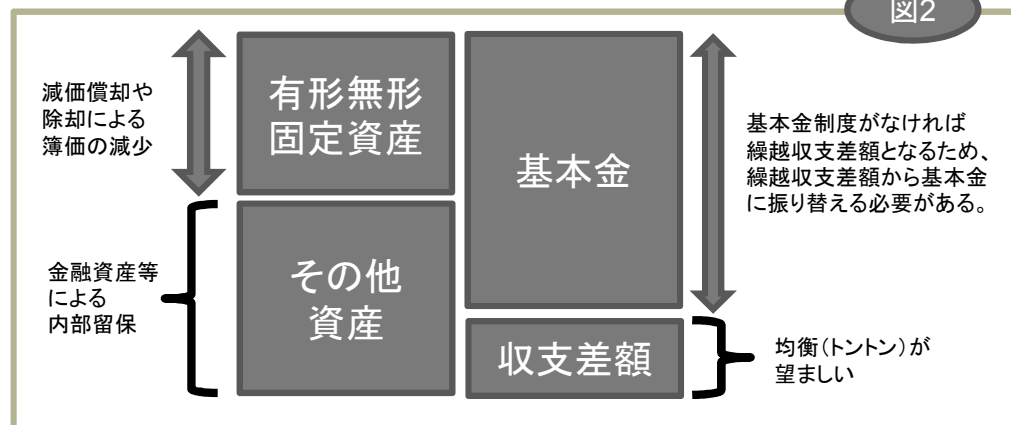 図2
減価償却や
除却による
簿価の減少
有形無形
固定資産
基本金
基本金制度がなければ
繰越収支差額となるため、
繰越収支差額から基本金
に振り替える必要がある。
金融資産等
による
内部留保
その他
資産
収支差額
均衡(トントン)が
望ましい